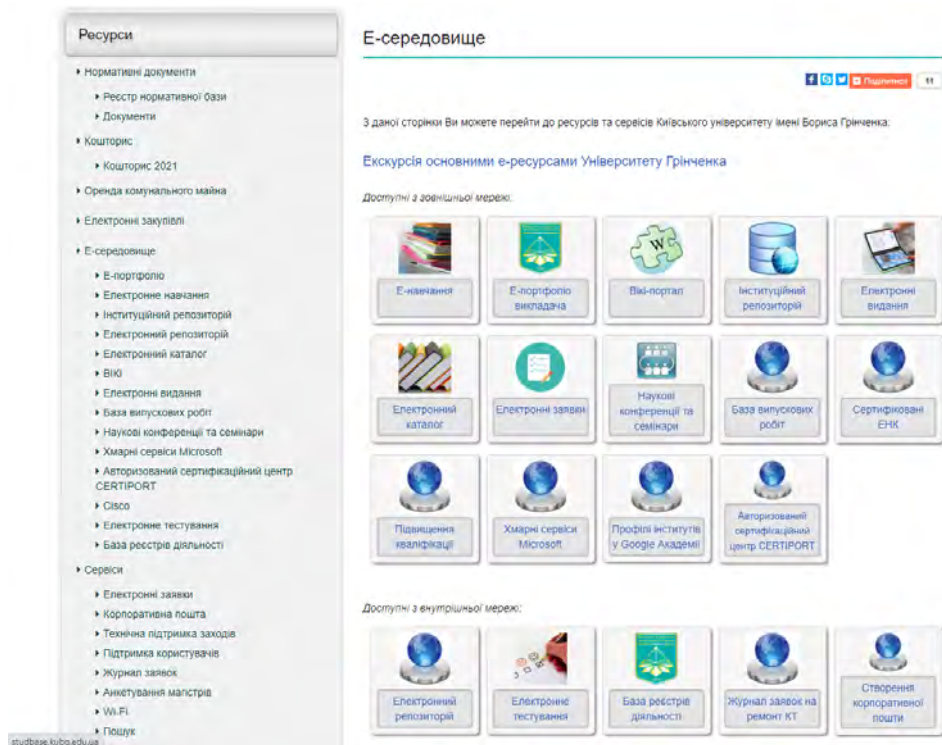 Ресурси
Нормативні документи
Реєстр нормативної бази
Документи
Кошторис
Кошторис 2021
Оренда комунального майна
Електронні закупівлі
Е-середовище
Е-портфоліо
Електронне навчання
Інституційний репозиторій
Електронний репозиторій
Електронний каталог
ВІКІ
Електронні видання
База випускових робіт
Наукові конференції та семінари
Хмарні сервіси Microsoft
Авторизований сертифікаційний центр
CERTIPORT
Cisco
Електронне тестування
База реєстрів діяльності
Сервіси
Електронні заявки
Корпоративна пошта
Технічна підтримка заходів
Підтримка користувачів
Журнал заявок
Анкетування магістрів
Wi-Fi
Пошук
studbase.kubg.edu.ua
Е-середовище
Поделиться 11
З даної сторінки Ви можете перейти до ресурсів та сервісів Київського університету імені Бориса Грінченка:
Екскурсія основними е-ресурсами Університету Грінченка
Доступні з зовнішньої мережі:
W
Е-навчання
Е-портфоліо
викладача
Вікі-портал
Інституційний
репозиторій
Електронні
видання
Електронний
каталог
Електронні заявки
Наукові
конференції та
семінари
База випускових
робіт
Сертифіковані
ЕНК
Підвищення
кваліфікації
Хмарні сервіси
Microsoft
Профілі інститутів
у Google Академії
Авторизований
сертифікаційний
центр CERTIPORT
Доступні з внутрішньої мережі:
Електронний
репозиторій
Електронне
тестування
База реєстрів
діяльності
Журнал заявок на
ремонт КТ
Створення
корпоративної
пошти